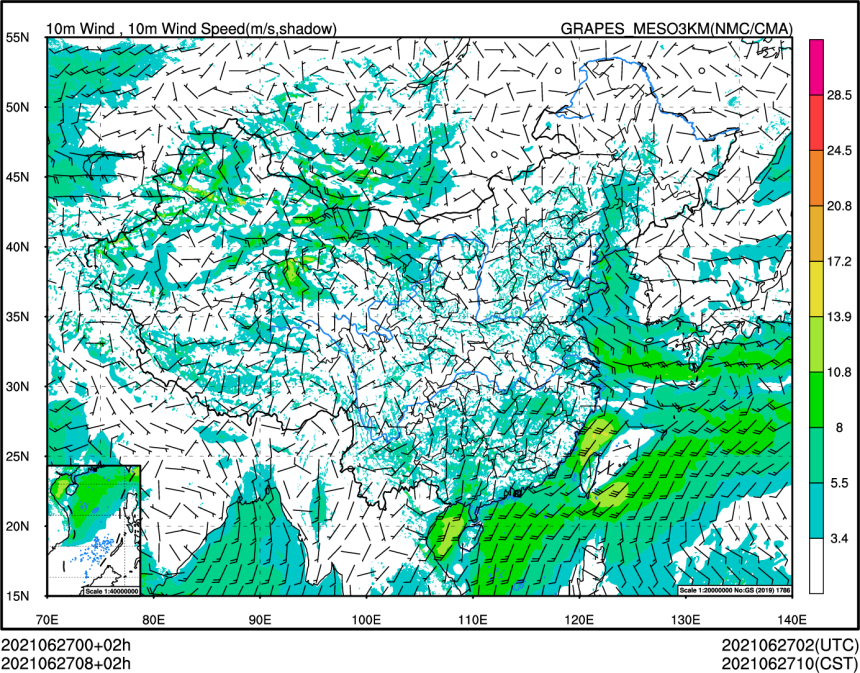 10m Wind , 10m Wind Speed(m/s,shadow) GRAPES_MESO3KM(NMC/CMA)
55N
50N
45N
40N
35N
30N
25N
20N
15N
28.5
24.5
20.8
17.2
13.9
10.8
8
5.5
3.4
Scale 1:40000000
Scale 1:20000000 No:GS (2019) 1786
70E 80E 90E 100E 110E 120E 130E 140E
2021062700+02h 2021062702(UTC)
2021062708+02h 2021062710(CST)